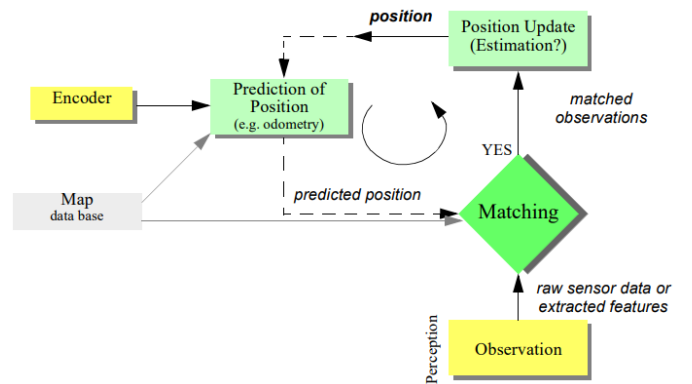 position
Position Update
(Estimation?)
Encoder
Prediction of
Position
(e.g. odometry)
matched
observations
YES
Map
data base
predicted position
Matching
raw sensor data or
extracted features
Perception
Observation